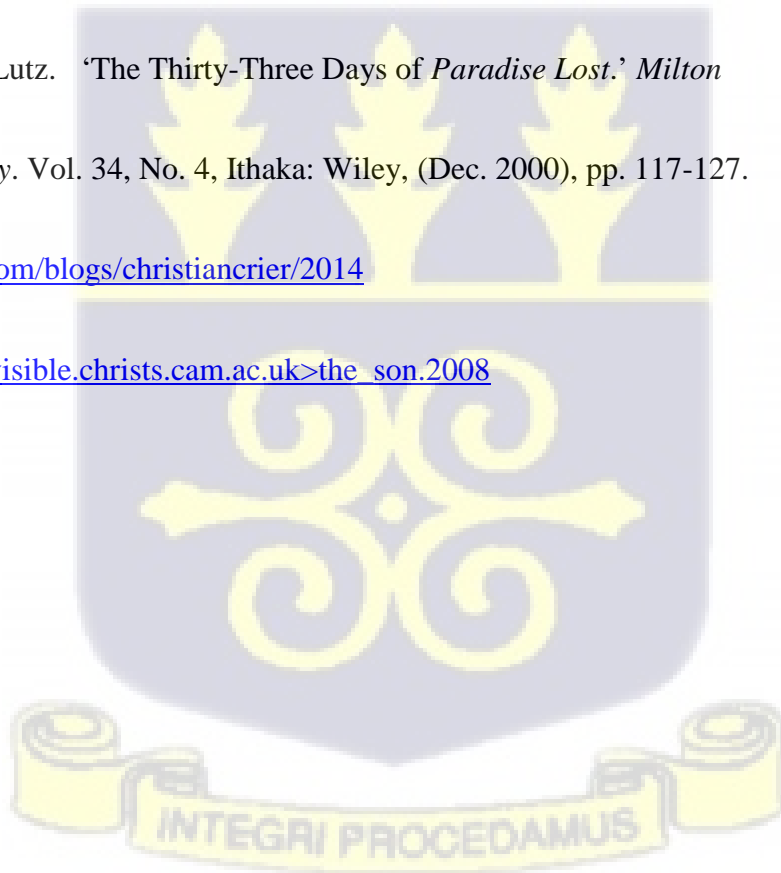 Lutz. ‘The Thirty-Three Days of Paradise Lost.’ Milton
y. Vol. 34, No. 4, Ithaka: Wiley, (Dec. 2000), pp. 117-127.
om/blogs/christiancrier/2014
visible.christs.cam.ac.uk>the_son.2008
INTEGRI PROCEDAMUS